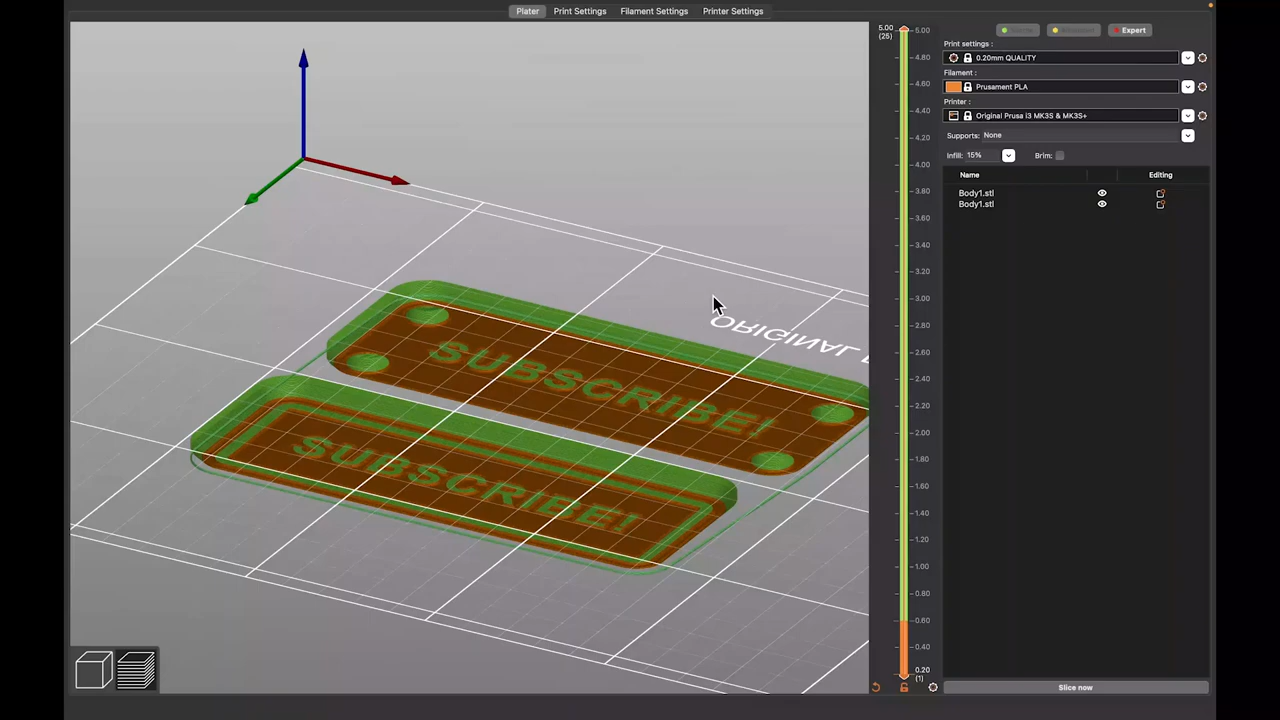 Plater Print Settings Filament Settings Printer Settings
Expert
Print settings :
0.20mm QUALITY
Filament :
Prusament PLA
Printer :
Original Prusa i3 MK3S & MK3S+
Supports: None
Infill: 15% Brim:
Name Editing
Body1.stl
Body1.stl
Slice now
5.00
(25)
5.00
4.80
4.60
4.40
4.20
4.00
3.80
3.60
3.40
3.20
3.00
2.80
2.60
2.40
2.20
2.00
1.80
1.60
1.40
1.20
1.00
0.80
0.60
0.40
0.20
(1)
ORIGINAL
SUBSCRIBE!
SUBSCRIBE!